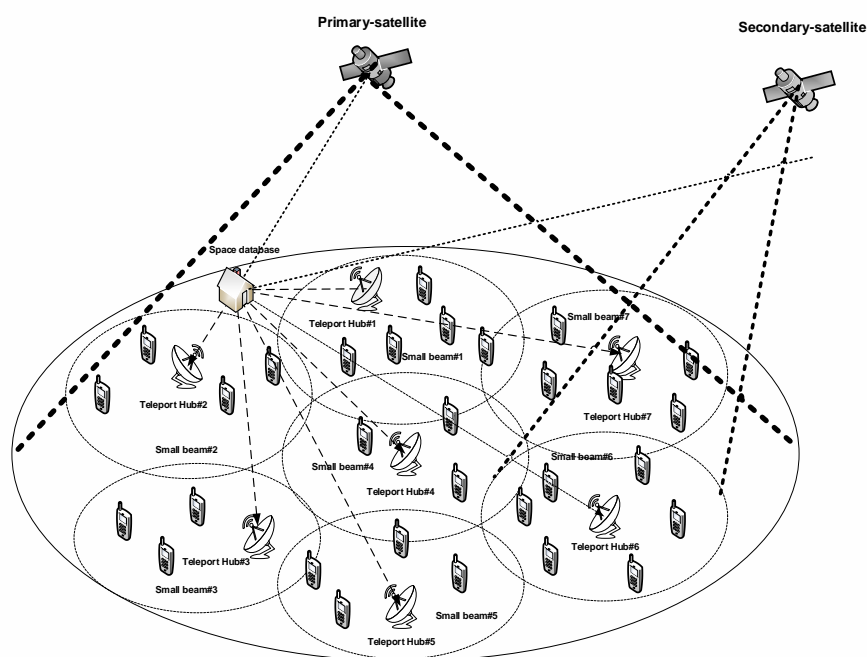 Primary-satellite
Secondary-satellite
Space database
Teleport Hub#1
Small beam#7
Small beam#1
Teleport Hub#2
Teleport Hub#7
Small beam#2
Small beam#4
Small beam#6
Teleport Hub#4
Teleport Hub#6
Teleport Hub#3
Small beam#3
Small beam#5
Teleport Hub#5